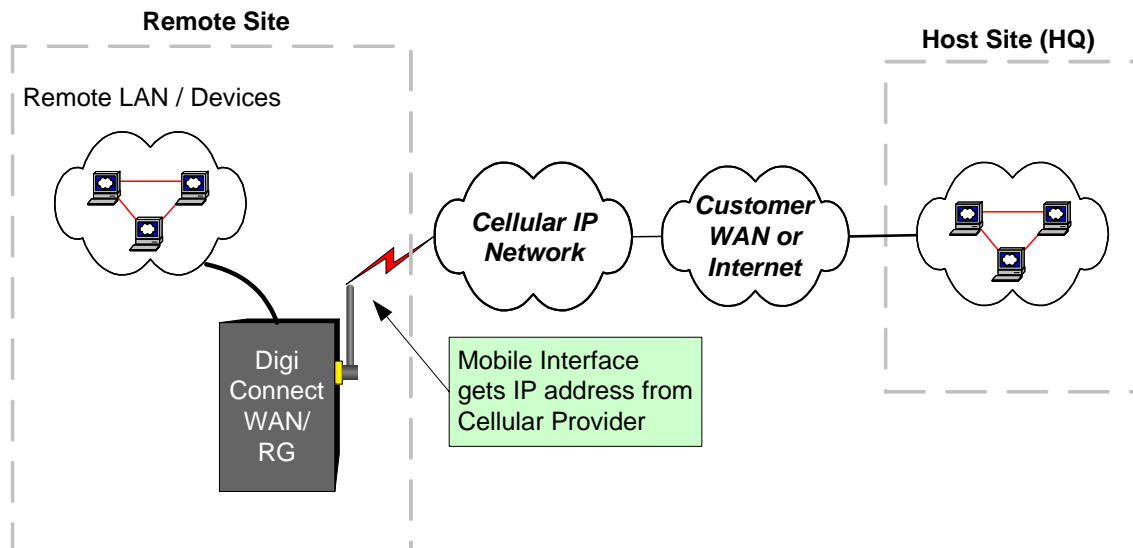 Remote Site
Host Site (HQ)
Remote LAN / Devices
Cellular IP
Network
Customer
WAN or
Internet
Digi
Connect
WAN/
RG
Mobile Interface
gets IP address from
Cellular Provider